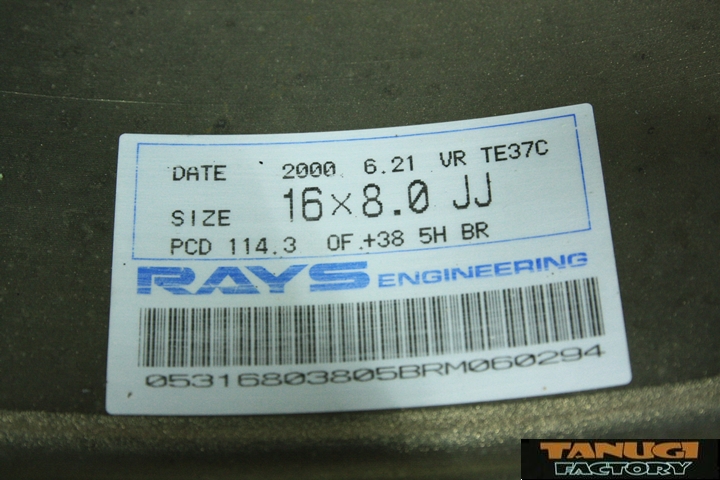 DATE 2000 6.21 VR TE37C
SIZE 16×8.0 JJ
PCD 114.3 OF.+38 5H BR
RAYS ENGINEERING
05316803805BRM060294
TANUGI
FACTORY